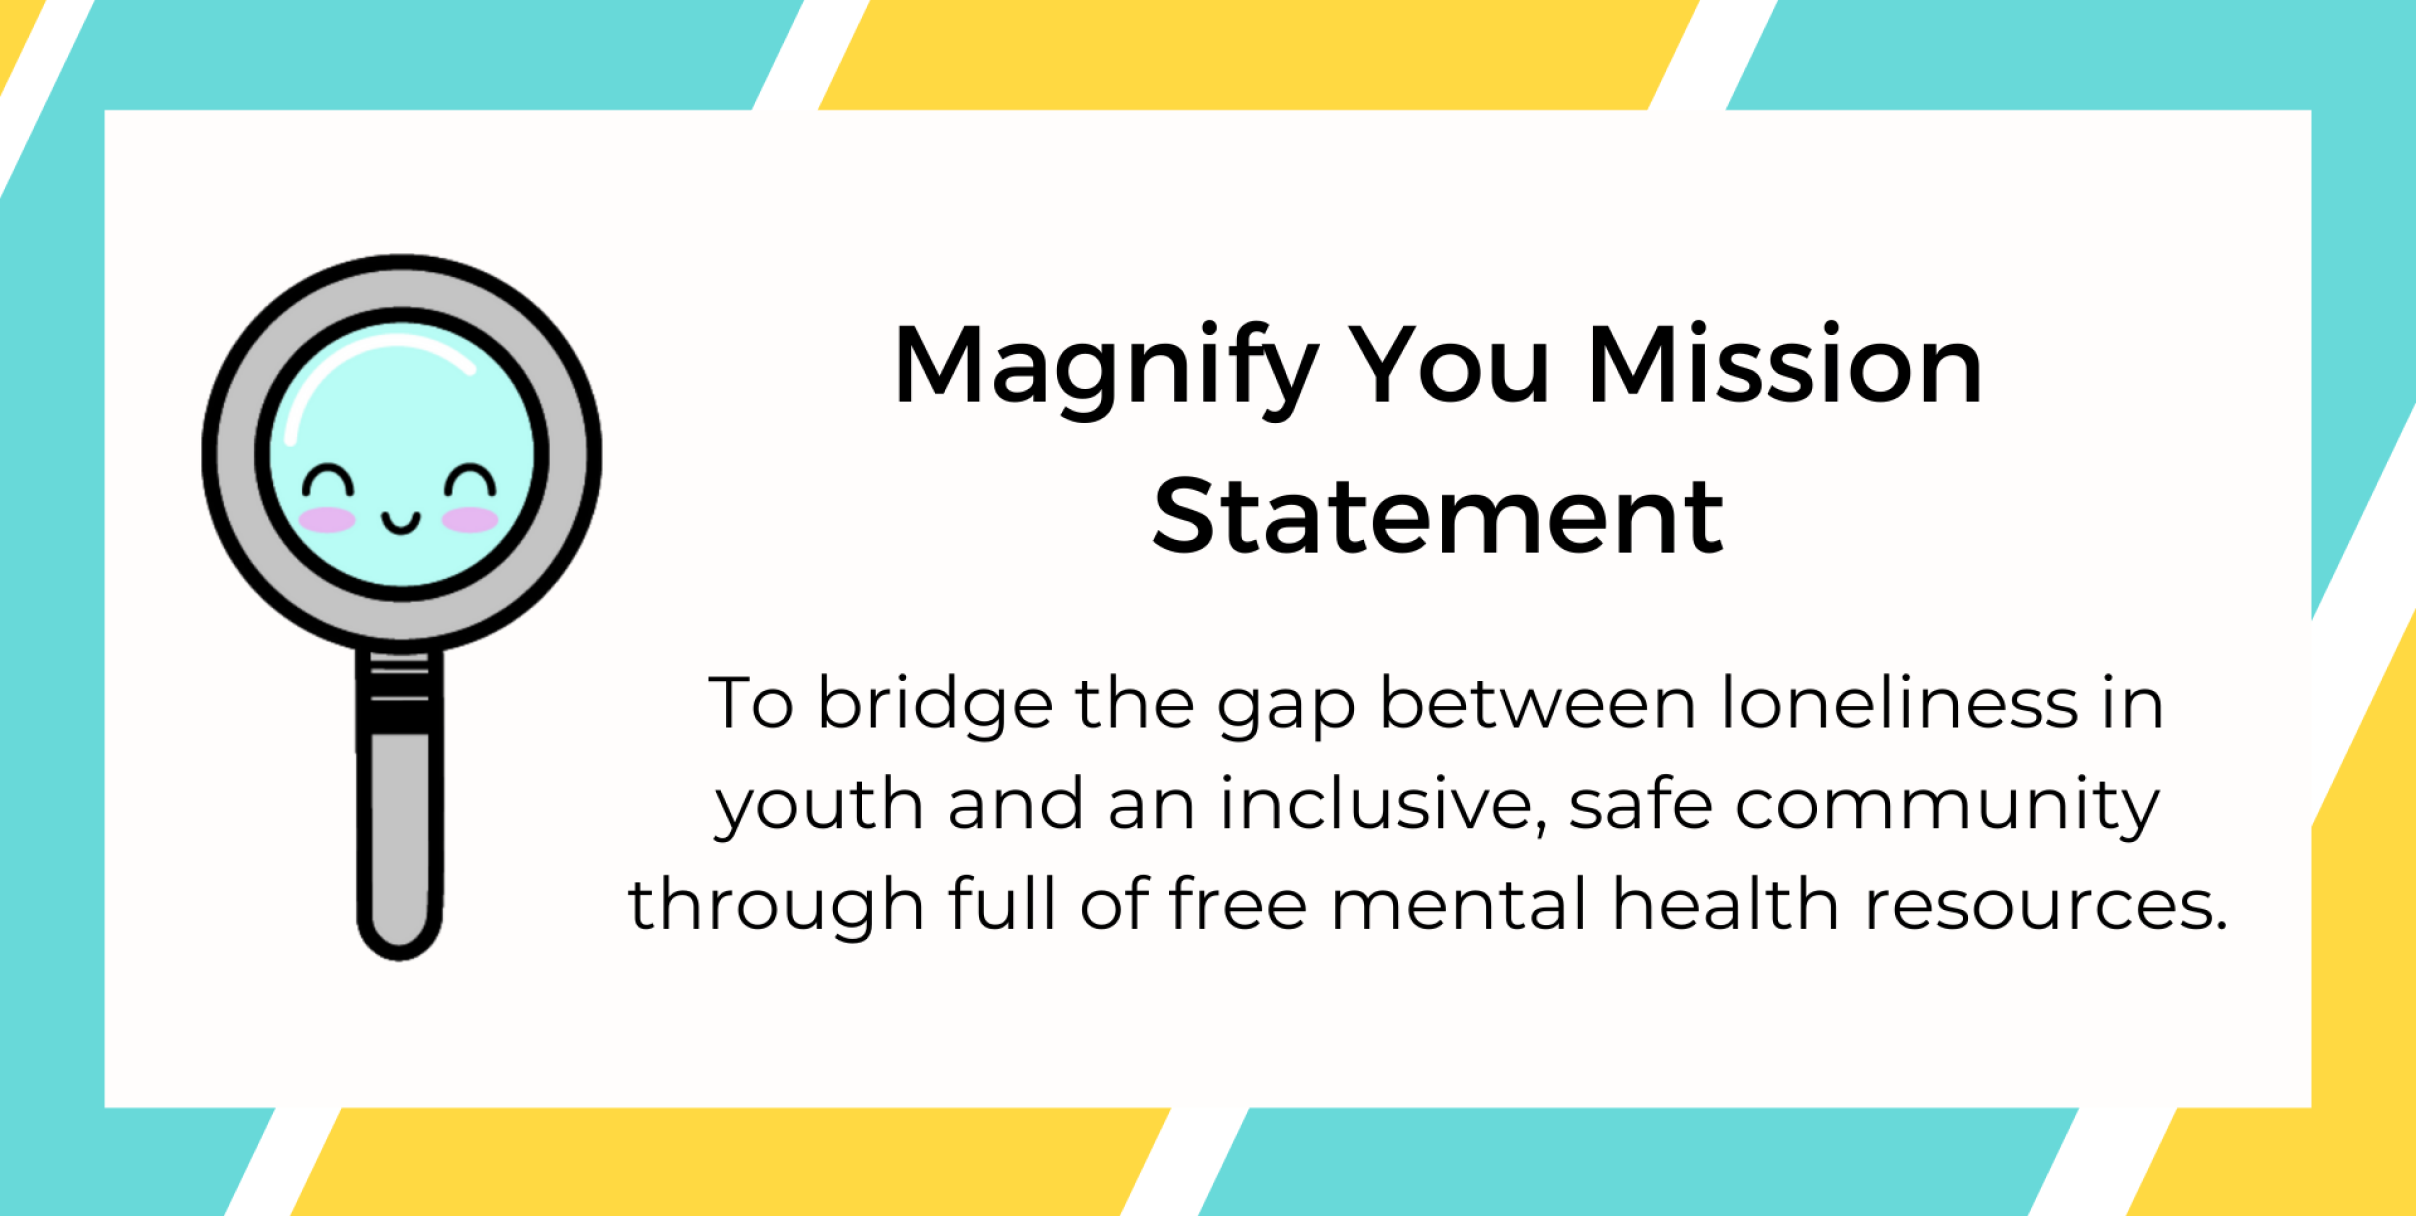 Magnify You Mission
Statement
To bridge the gap between loneliness in
youth and an inclusive, safe community
through full of free mental health resources.